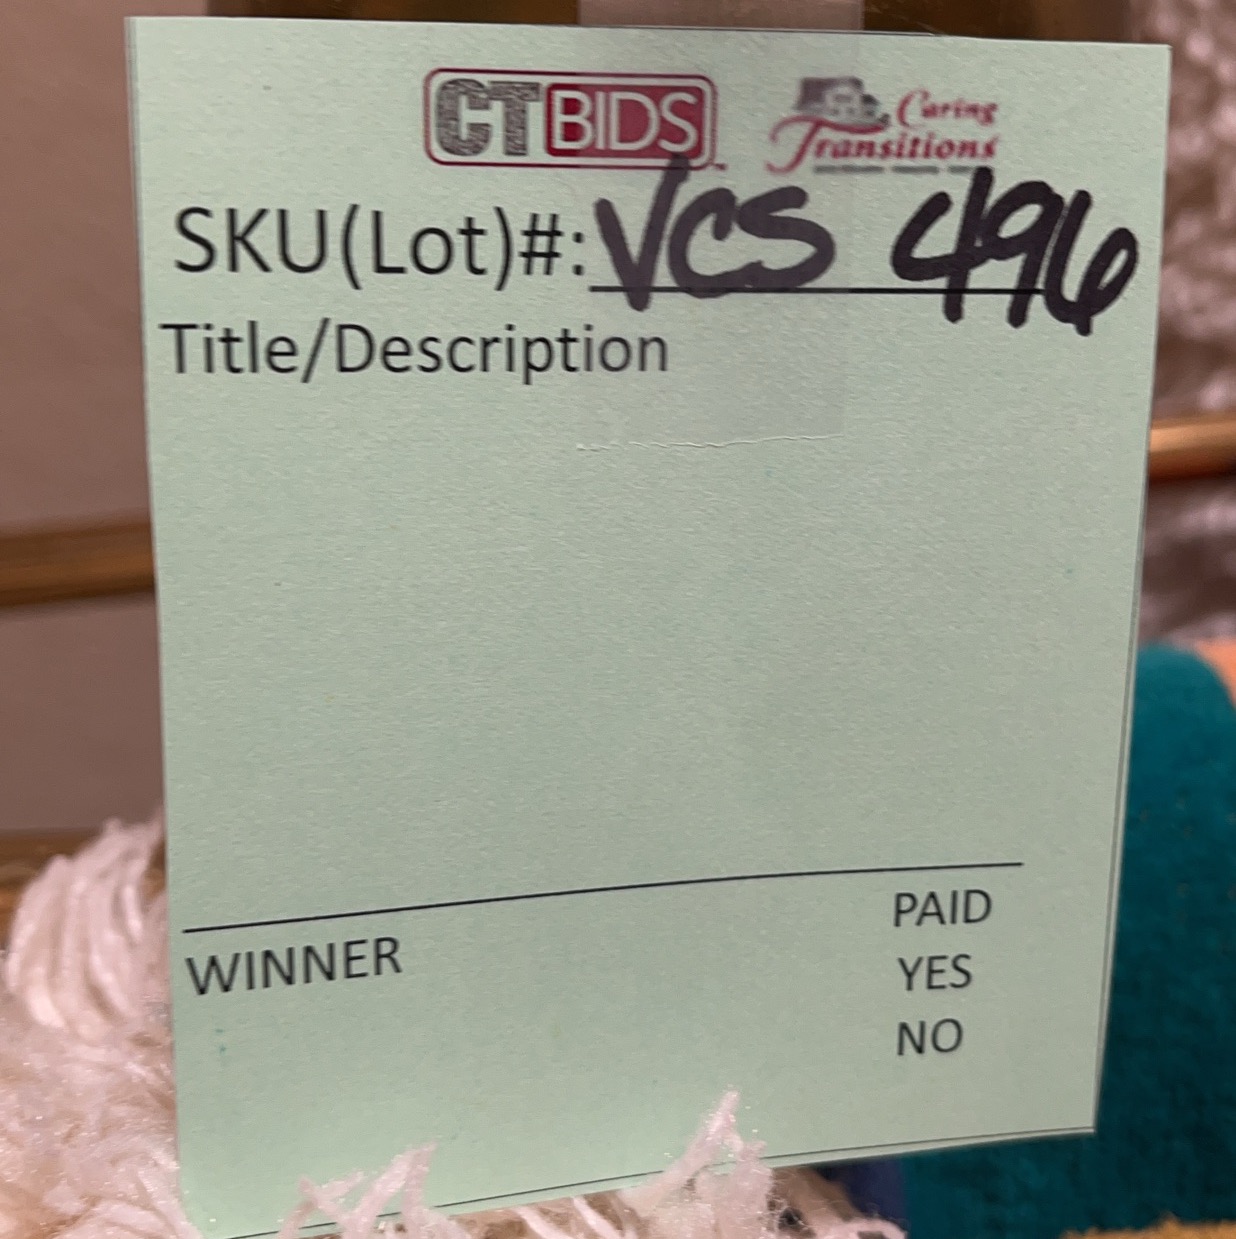 CTBIDS
Caring
Transitions
SKU(Lot)#: VCS 496
Title/Description
WINNER
PAID
YES
NO